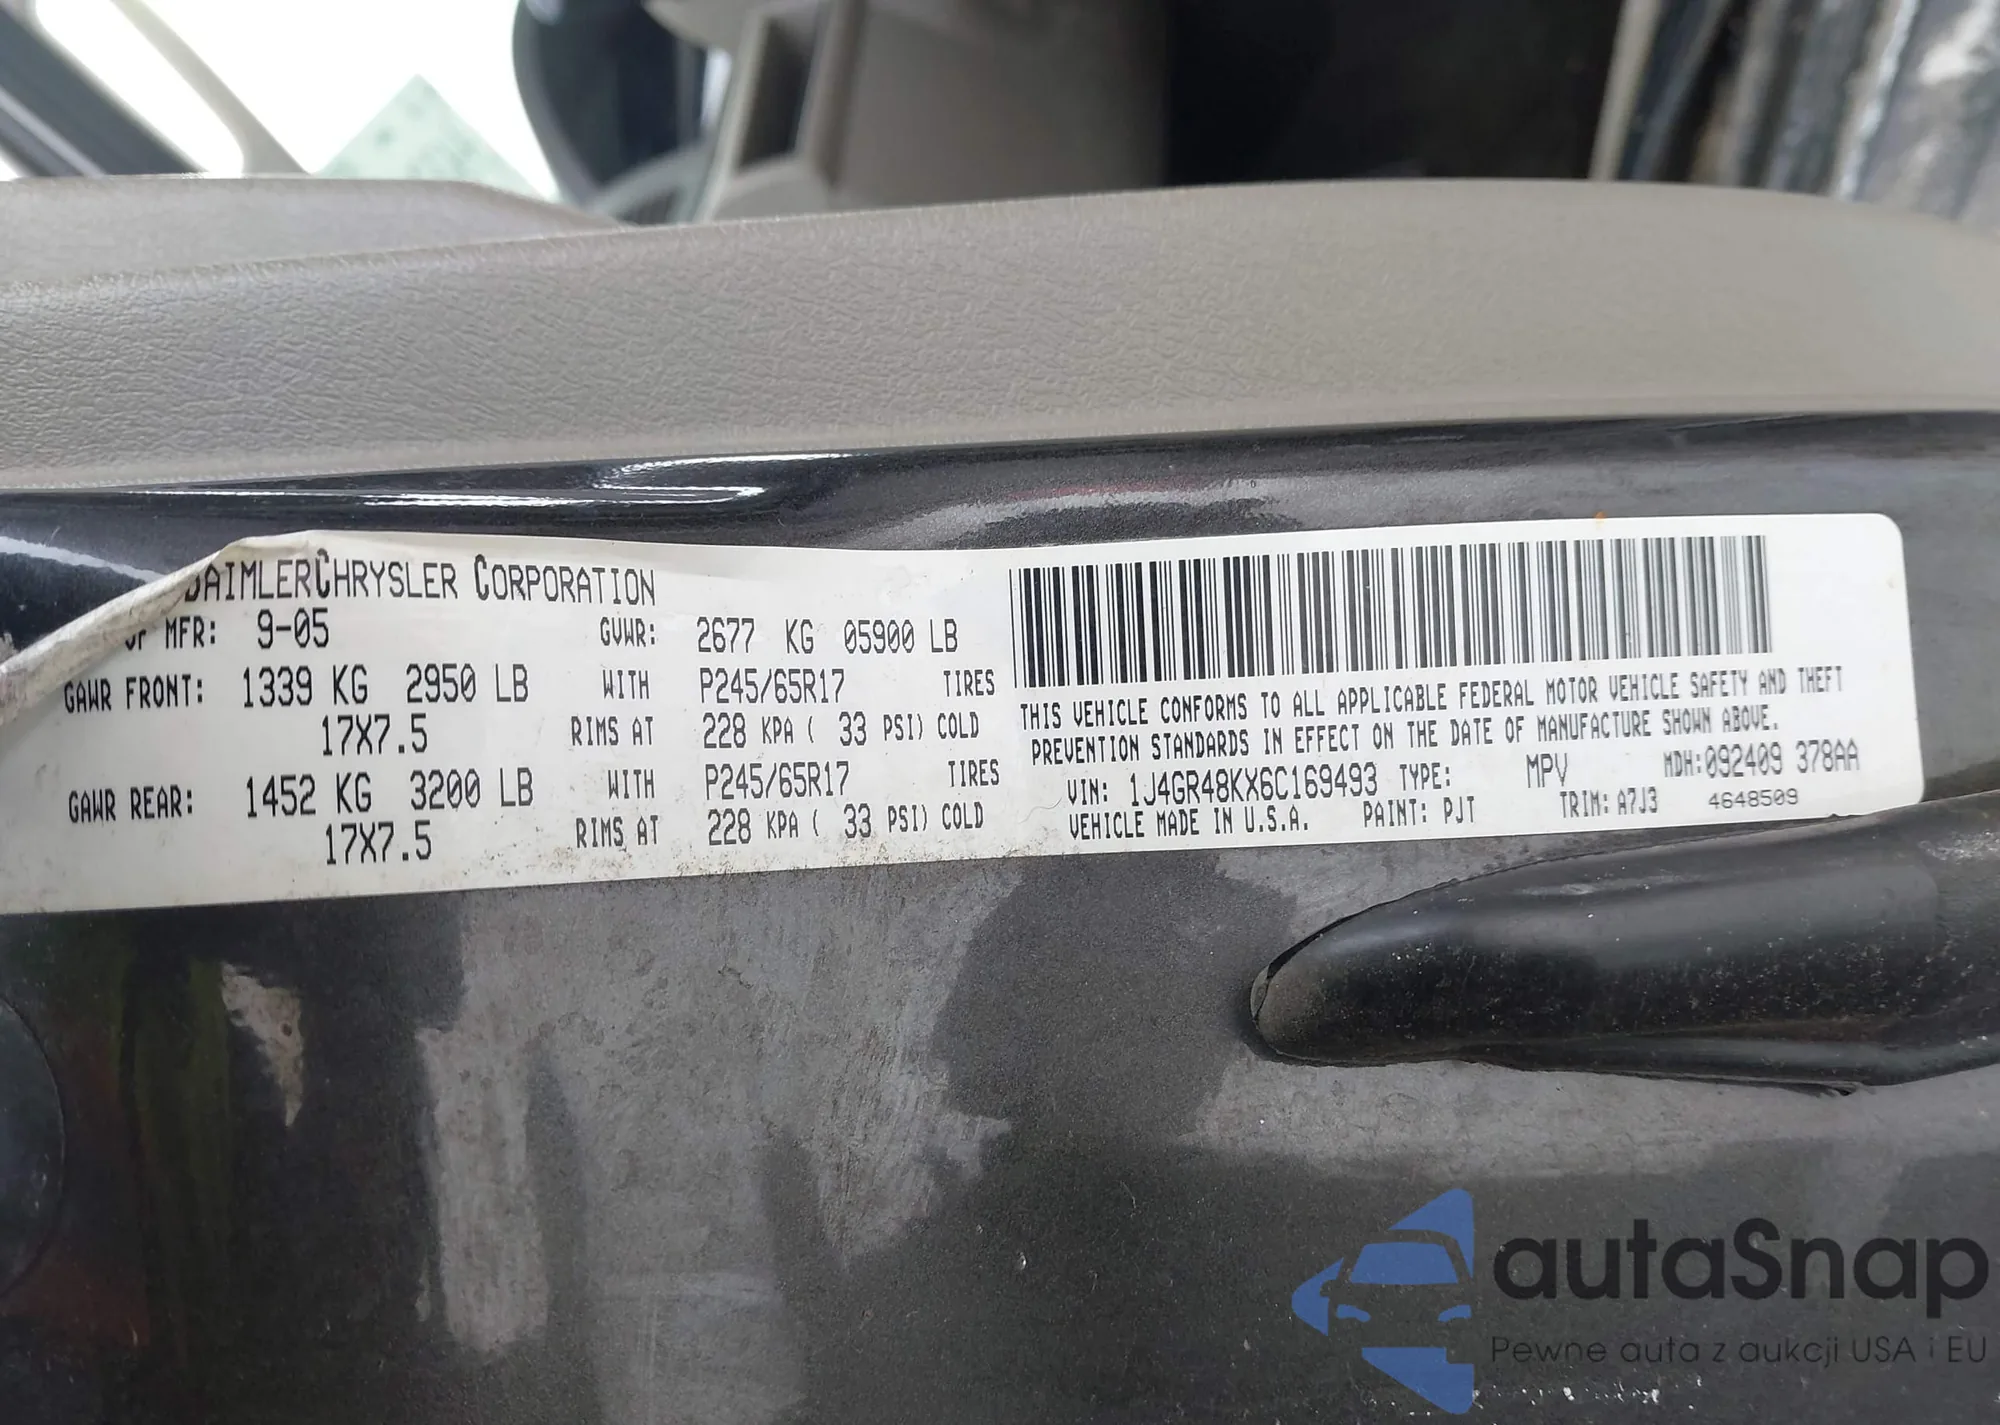 DAIMLERCHRYSLER CORPORATION
OF MFR: 9-05 GVWR: 2677 KG 05900 LB
GAWR FRONT: 1339 KG 2950 LB WITH P245/65R17 TIRES
17X7.5 RIMS AT 228 KPA ( 33 PSI) COLD
GAWR REAR: 1452 KG 3200 LB WITH P245/65R17 TIRES
17X7.5 RIMS AT 228 KPA ( 33 PSI) COLD
THIS VEHICLE CONFORMS TO ALL APPLICABLE FEDERAL MOTOR VEHICLE SAFETY AND THEFT
PREVENTION STANDARDS IN EFFECT ON THE DATE OF MANUFACTURE SHOWN ABOVE.
VIN: 1J4GR48KX6C169493 TYPE: MPV MDH:092409 378AA
VEHICLE MADE IN U.S.A. PAINT: PJT TRIM: A7J3 4648509
autaSnap
Pewne auta z aukcji USA i EU